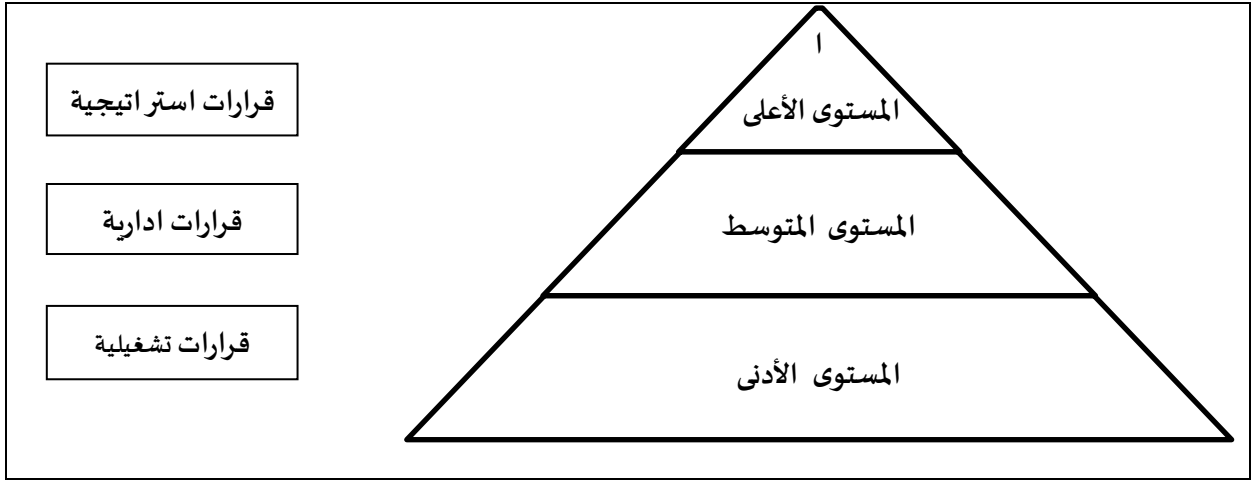 ا
المستوى الأعلى
قرارات استراتيجية
المستوى المتوسط
قرارات ادارية
المستوى الأدنى
قرارات تشغيلية